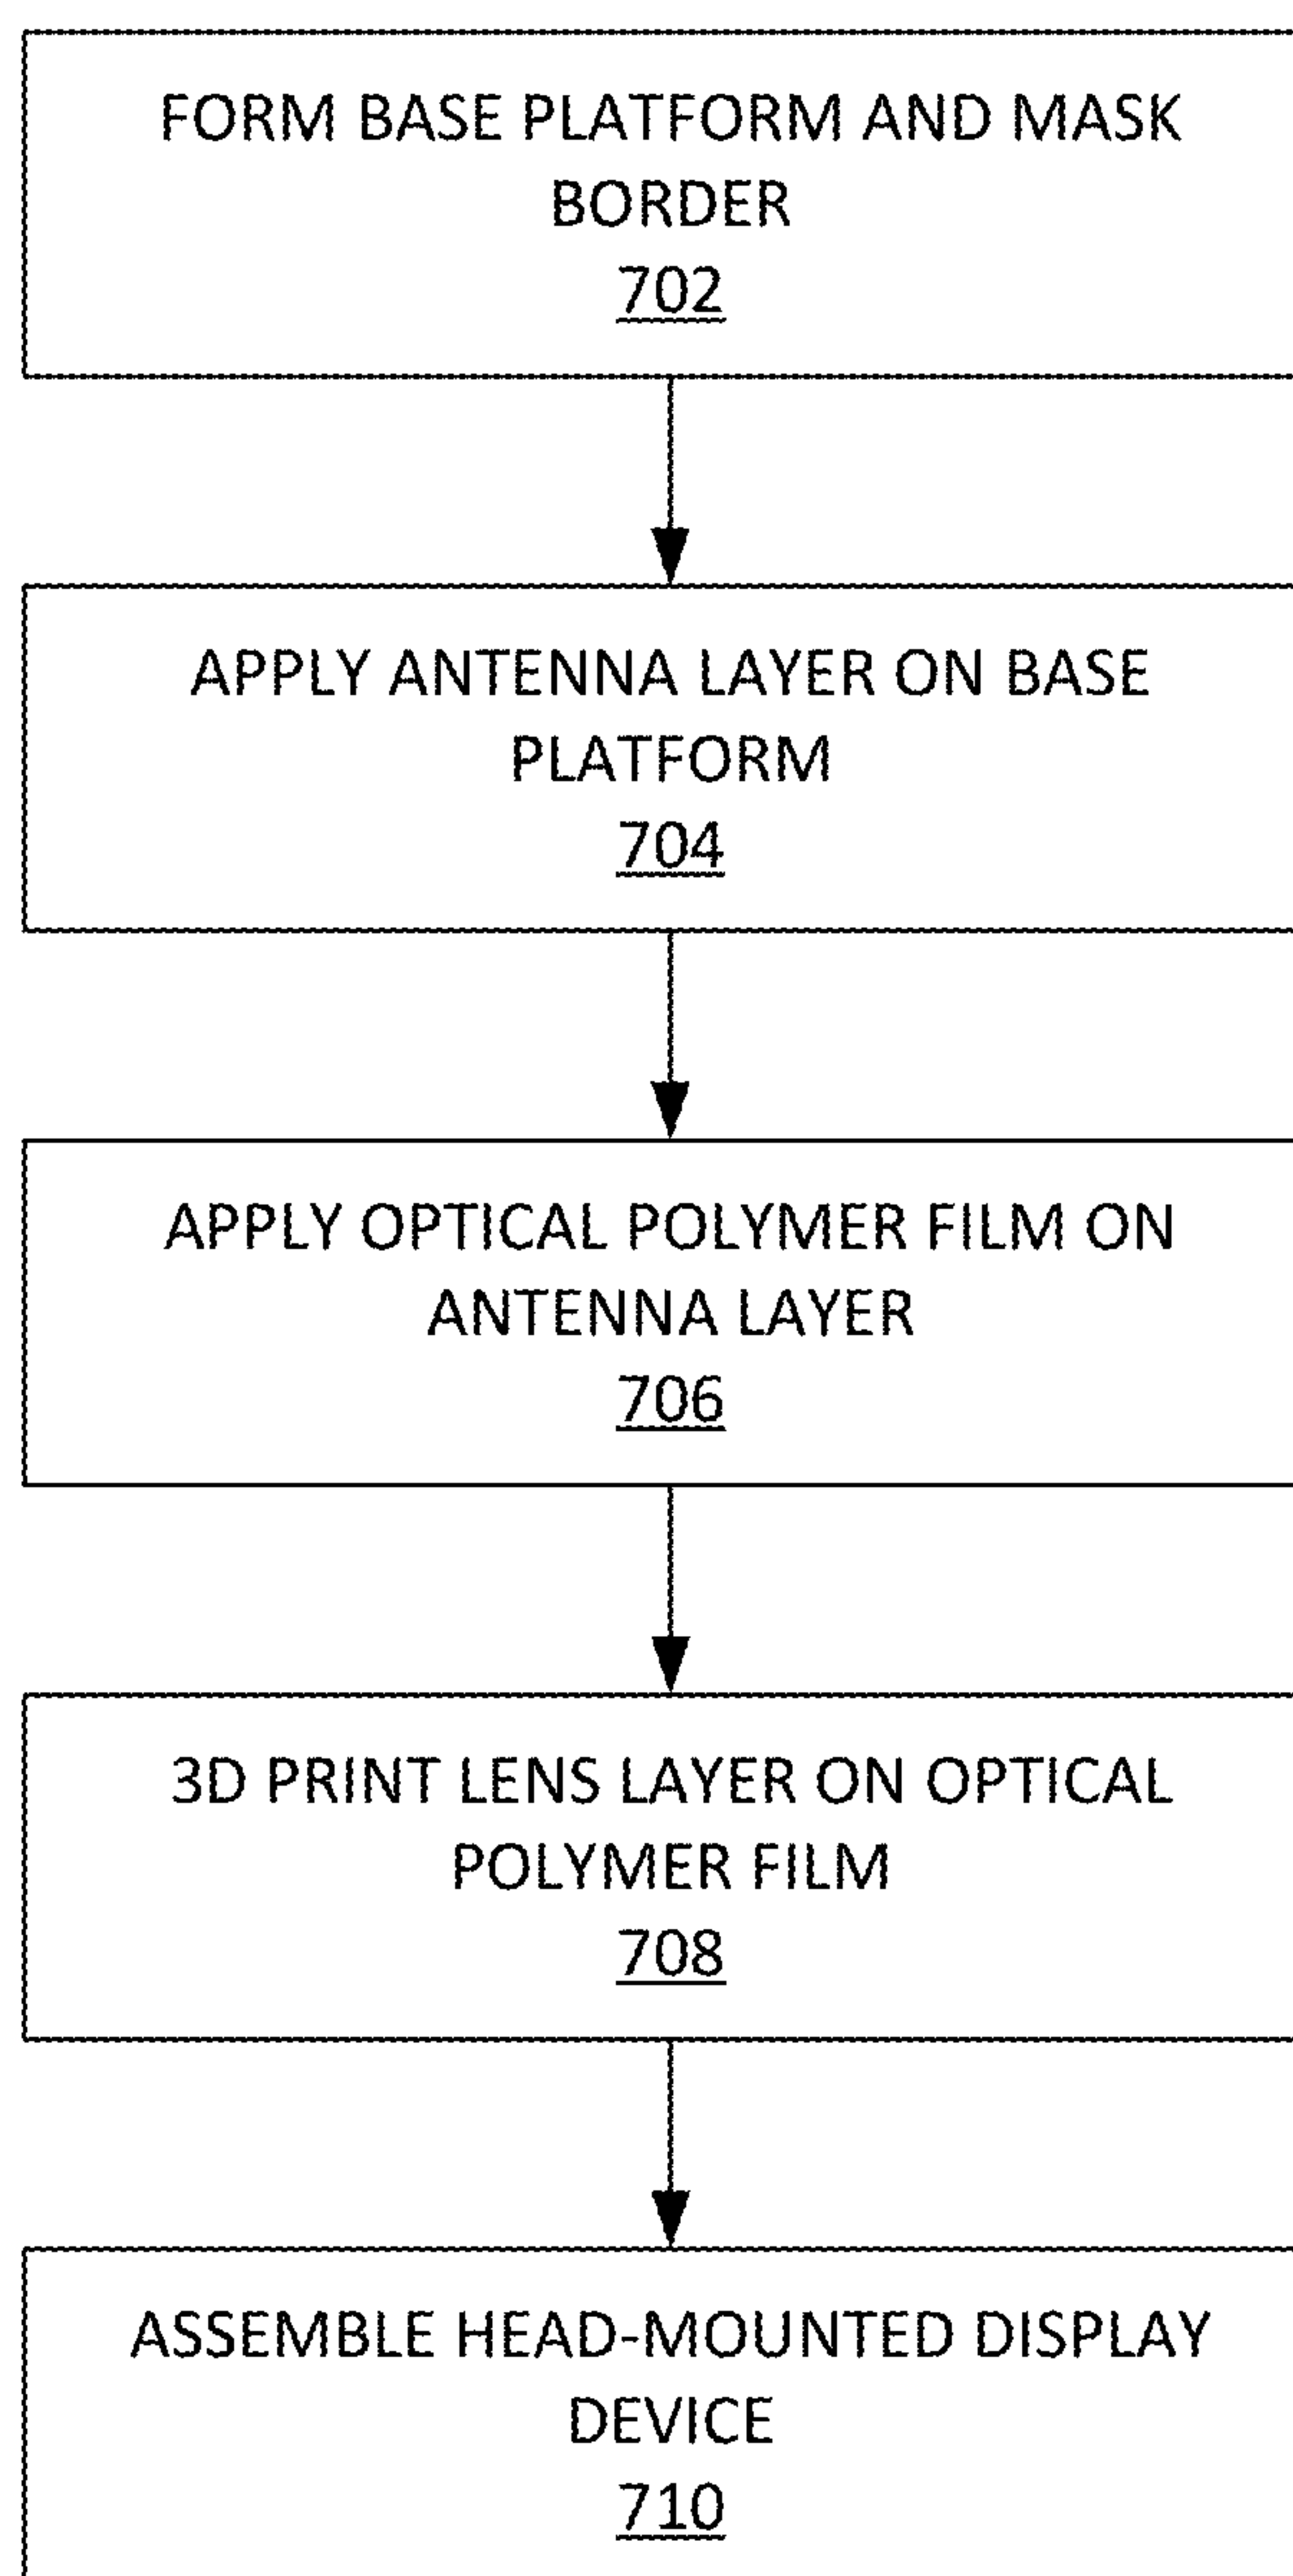 FORM BASE PLATFORM AND MASK
BORDER
702
APPLY ANTENNA LAYER ON BASE
PLATFORM
704
APPLY OPTICAL POLYMER FILM ON
ANTENNA LAYER
706
3D PRINT LENS LAYER ON OPTICAL
POLYMER FILM
708
ASSEMBLE HEAD-MOUNTED DISPLAY
DEVICE
710